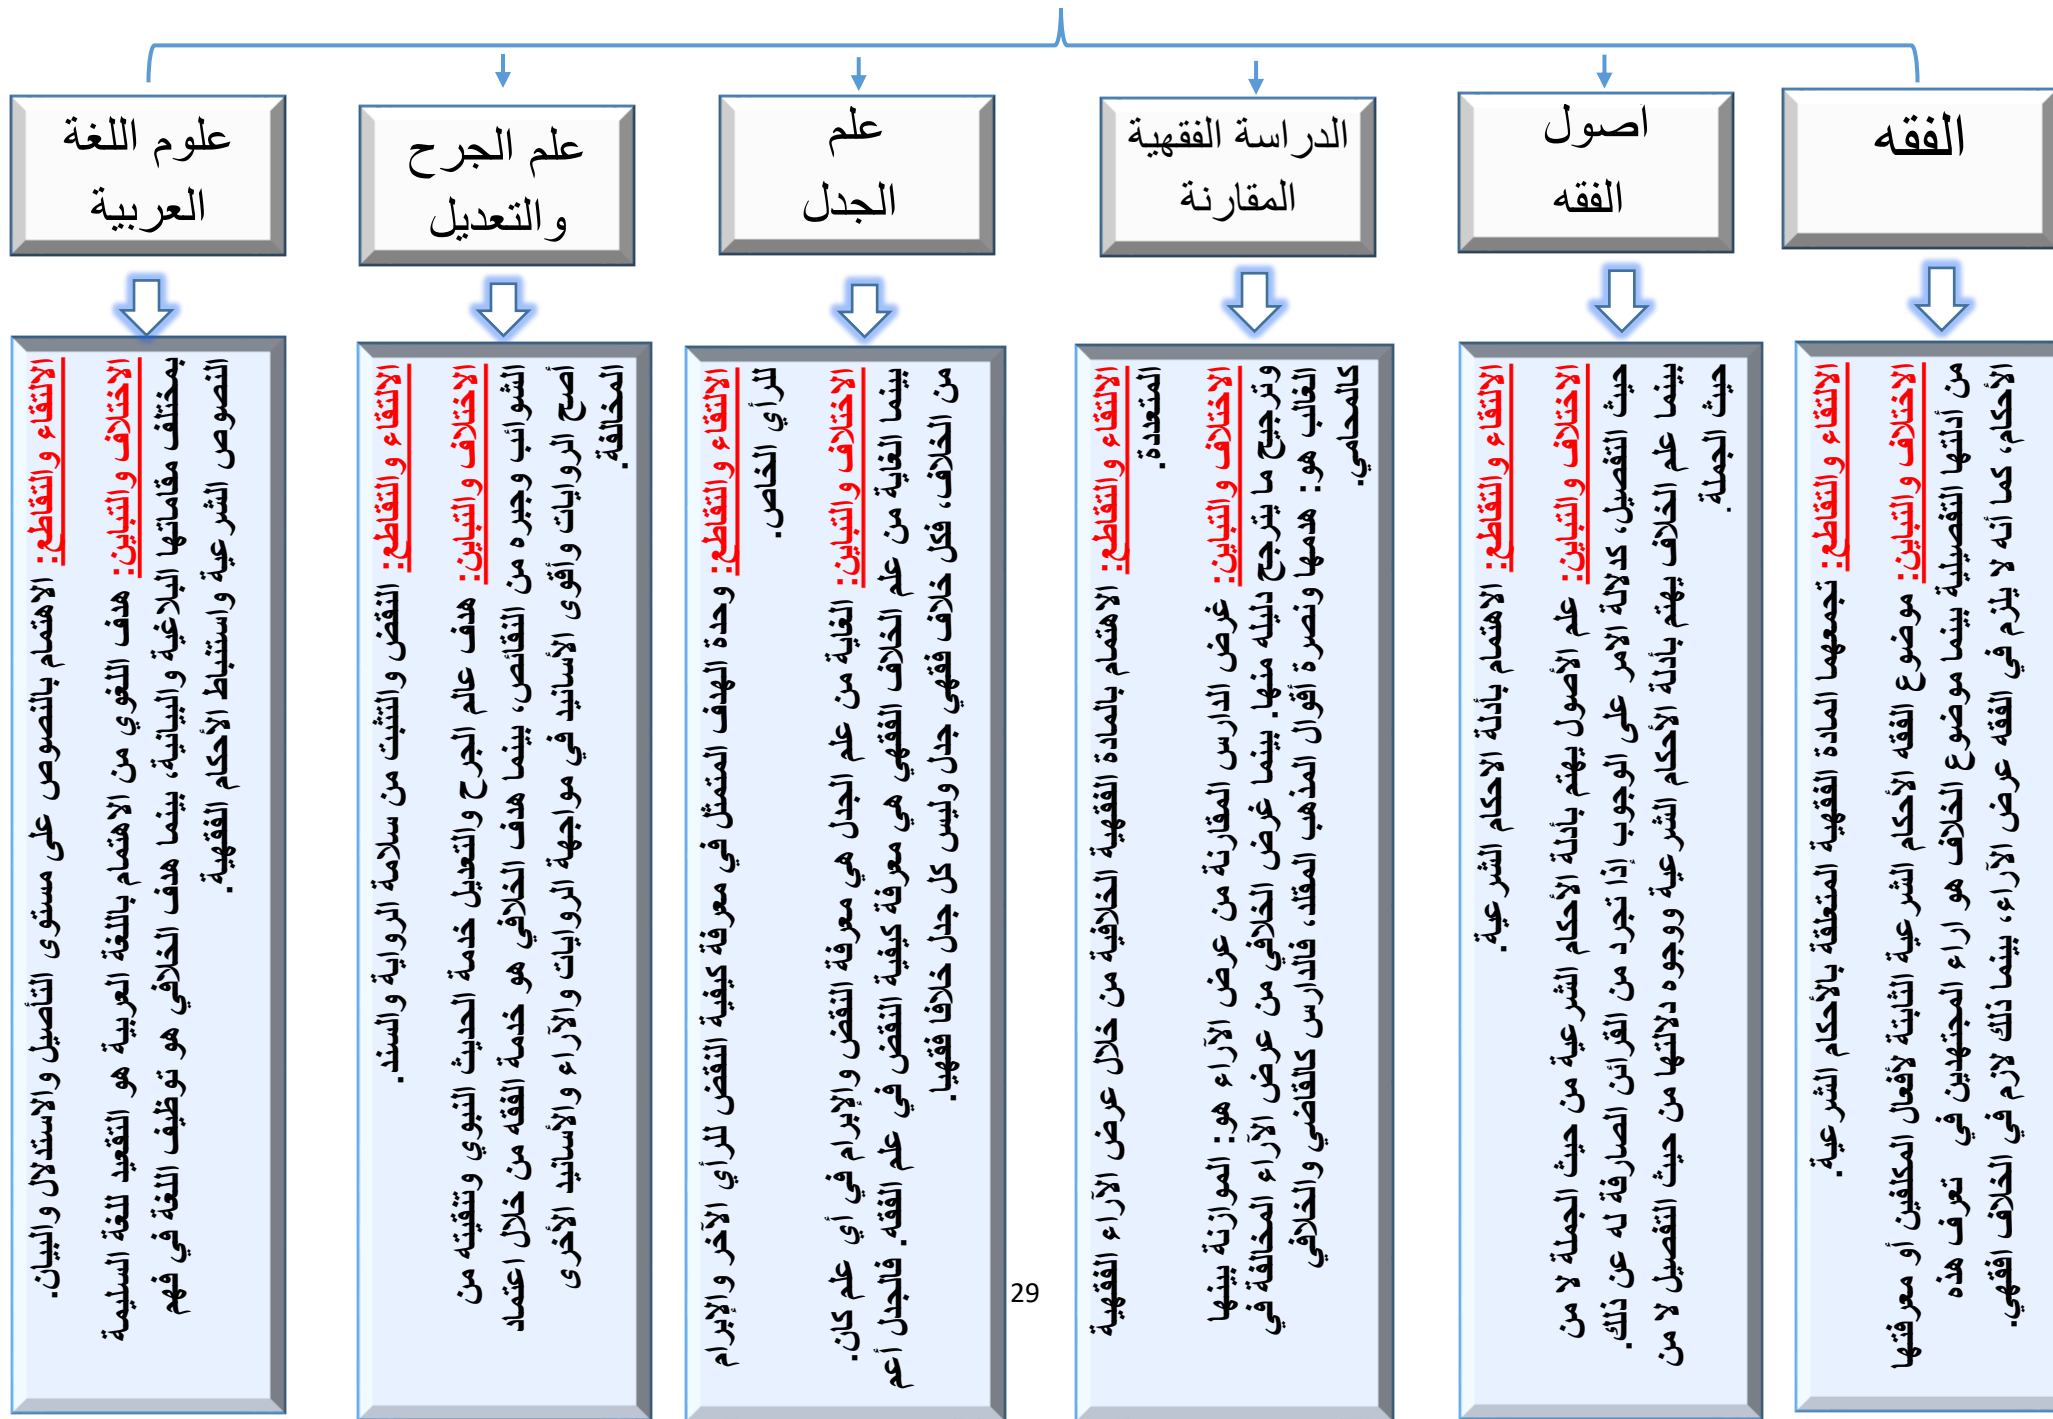 الفقه
اصول
الفقه
الدراسة الفقهية
المقارنة
علم
الجدل
علم الجرح
والتعديل
علوم اللغة
العربية
الالتقاء والتقاطع: تجمعهما المادة الفقهية المتعلقة بالأحكام الشرعية.
الاختلاف والتباين: موضوع الفقه الأحكام الشرعية الثابتة لأفعال المكلفين أو معرفتها
من أدلتها التفصيلية بينما موضوع الخلاف هو اراء المجتهدين في تعرف هذه
الأحكام، كما أنه لا يلزم في الفقه عرض الآراء، بينما ذلك لازم في الخلاف افقهي.
الالتقاء والتقاطع: الاهتمام بأدلة الاحكام الشرعية.
الاختلاف والتباين: علم الأصول يهتم بأدلة الأحكام الشرعية من حيث الجملة لا من
حيث التفصيل، كدلالة الامر على الوجوب إذا تجرد من القرائن الصارفة له عن ذلك.
بينما علم الخلاف يهتم بأدلة الأحكام الشرعية ووجوه دلالتها من حيث التفصيل لا من
حيث الجملة.
الالتقاء والتقاطع: الاهتمام بالمادة الفقهية الخلافية من خلال عرض الآراء الفقهية
المتعددة.
الاختلاف والتباين: غرض الدارس المقارنة من عرض الآراء هو: الموازنة بينها
وترجيح ما يترجح دليله منها. بينما غرض الخلافي من عرض الآراء المخالفة في
الغالب هو: هدمها ونصرة أقوال المذهب المقلد، فالدارس كالقاضي والخلافي
كالمحامي.
الالتقاء والتقاطع: وحدة الهدف المتمثل في معرفة كيفية النقض للرأي الآخر والإبرام
للرأي الخاص.
الاختلاف والتباين: الغاية من علم الجدل هي معرفة النقض والإبرام في أي علم كان.
بينما الغاية من علم الخلاف الفقهي هي معرفة كيفية النقض في علم الفقه. فالجدل أعم
من الخلاف، فكل خلاف فقهي جدل وليس كل جدل خلافا فقهيا.
الالتقاء والتقاطع: النقض والتثبت من سلامة الرواية والسند.
الاختلاف والتباين: هدف عالم الجرح والتعديل خدمة الحديث النبوي وتنقيته من
الشوائب وجبره من النقائص، بينما هدف الخلافي هو خدمة الفقه من خلال اعتماد
أصح الروايات وأقوى الأسانيد في مواجهة الروايات والآراء والأسانيد الأخرى
المخالفة.
الالتقاء والتقاطع: الاهتمام بالنصوص على مستوى التأصيل والاستدلال والبيان.
الاختلاف والتباين: هدف اللغوي من الاهتمام باللغة العربية هو التقعيد للغة السليمة
بمختلف مقاماتها البلاغية والبيانية، بينما هدف الخلافي هو توظيف اللغة في فهم
النصوص الشرعية واستنباط الأحكام الفقهية.
29